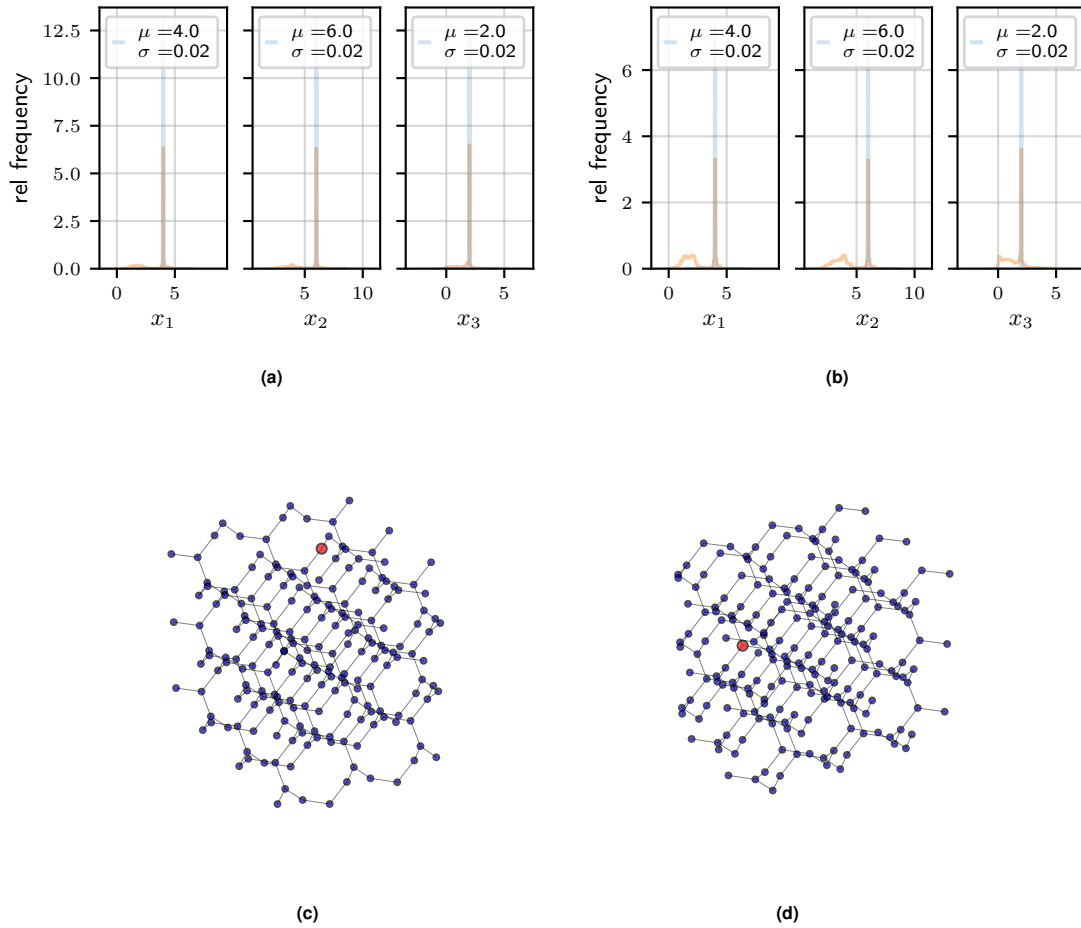 12.5
10.0
7.5
5.0
2.5
0.0
rel frequency
μ =4.0
σ =0.02
μ =6.0
σ =0.02
μ =2.0
σ =0.02
0 5
5 10
0 5
x₁
x₂
x₃
(a)
6
4
2
0
rel frequency
μ =4.0
σ =0.02
μ =6.0
σ =0.02
μ =2.0
σ =0.02
0 5
5 10
0 5
x₁
x₂
x₃
(b)
(c)
(d)